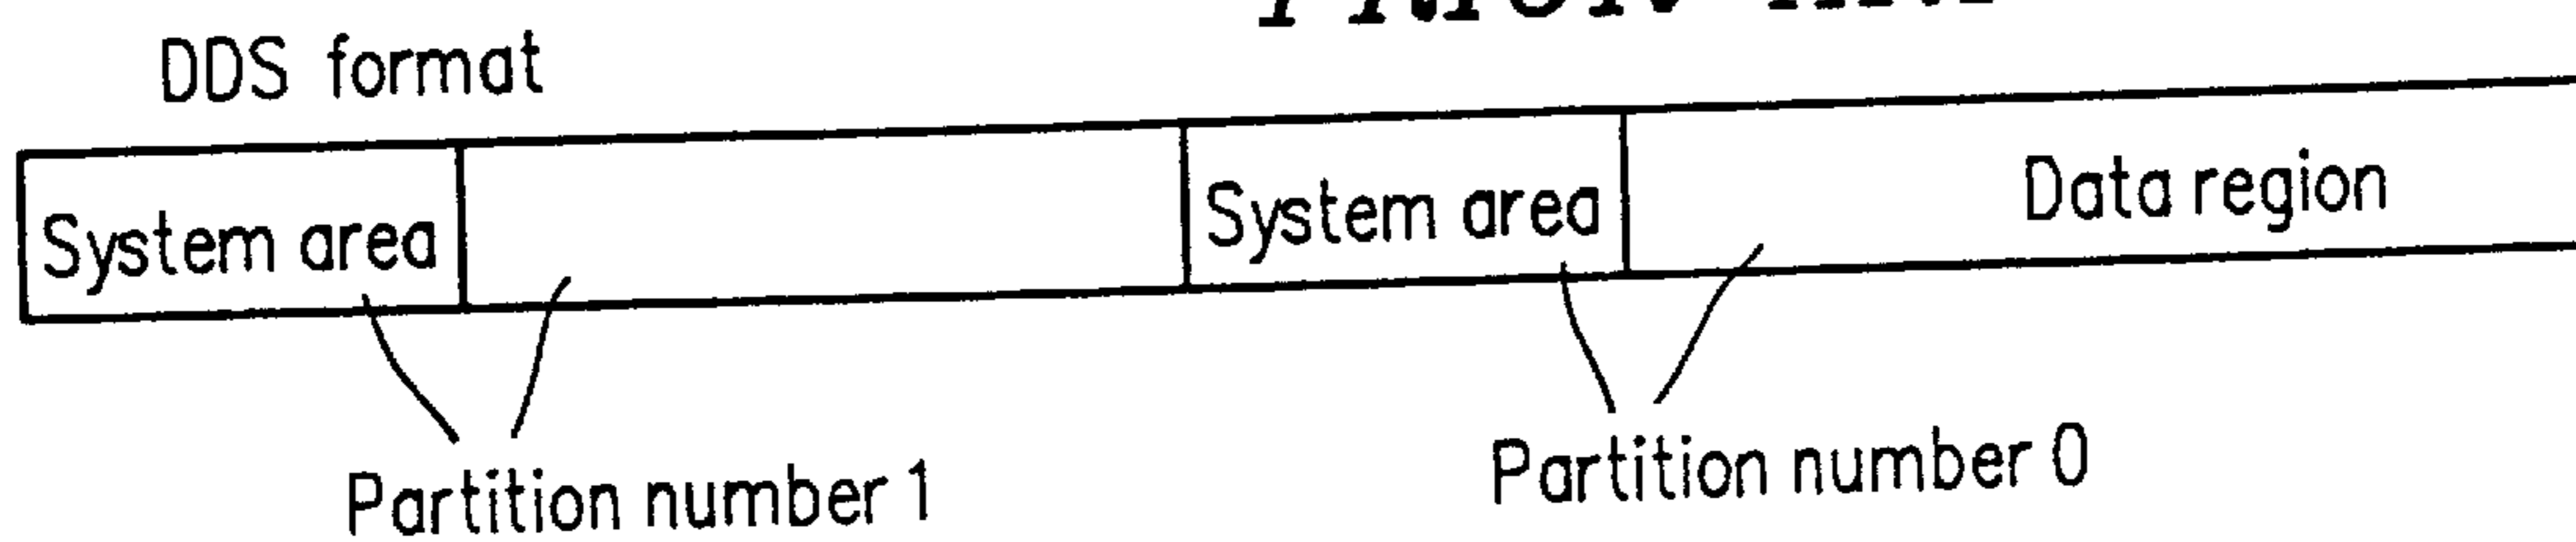 DDS format
System area
System area
Data region
Partition number 1
Partition number 0